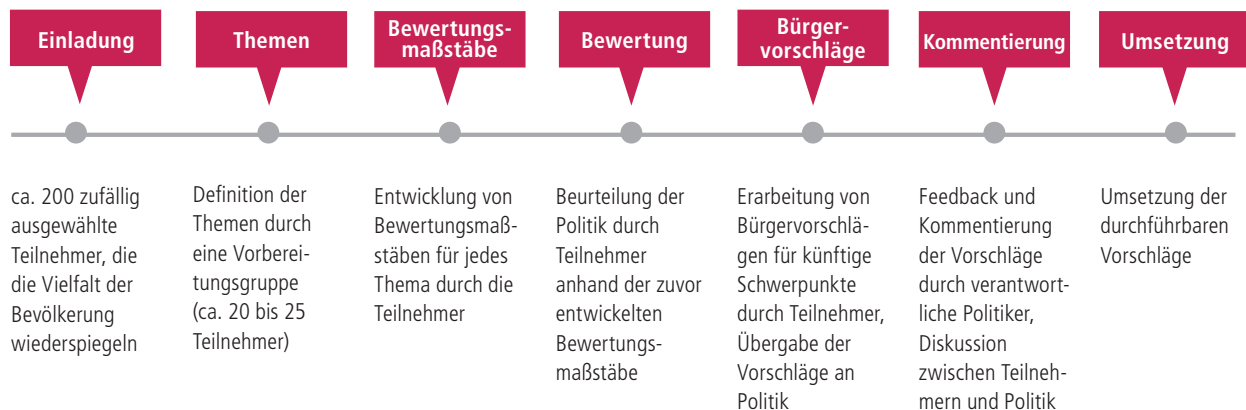 Einladung
ca. 200 zufällig
ausgewählte
Teilnehmer, die
die Vielfalt der
Bevölkerung
wiederspiegeln
Themen
Definition der
Themen durch
eine Vorberei-
tungsgruppe
(ca. 20 bis 25
Teilnehmer)
Bewertungs-
maßstäbe
Entwicklung von
Bewertungsmaß-
stäben für jedes
Thema durch die
Teilnehmer
Bewertung
Beurteilung der
Politik durch
Teilnehmer
anhand der zuvor
entwickelten
Bewertungs-
maßstäbe
Bürger-
vorschläge
Erarbeitung von
Bürgervorschlä-
gen für künftige
Schwerpunkte
durch Teilnehmer,
Übergabe der
Vorschläge an
Politik
Kommentierung
Feedback und
Kommentierung
der Vorschläge
durch verantwort-
liche Politiker,
Diskussion
zwischen Teilneh-
mern und Politik
Umsetzung
Umsetzung der
durchführbaren
Vorschläge